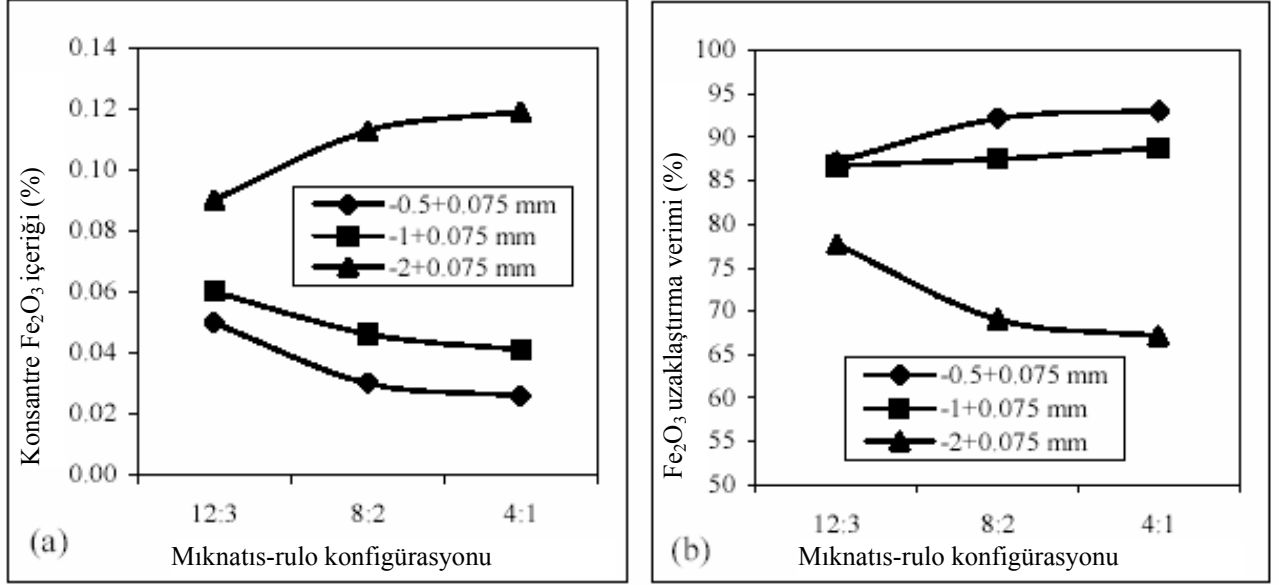 Konsantre Fe₂O₃ içeriği (%)
0.14
0.12
0.10
0.08
0.06
0.04
0.02
0.00
-0.5+0.075 mm
-1+0.075 mm
-2+0.075 mm
12:3 8:2 4:1
(a)
Mıknatıs-rulo konfigürasyonu
Fe₂O₃ uzaklaştırma verimi (%)
100
95
90
85
80
75
70
65
60
55
50
-0.5+0.075 mm
-1+0.075 mm
-2+0.075 mm
12:3 8:2 4:1
(b)
Mıknatıs-rulo konfigürasyonu